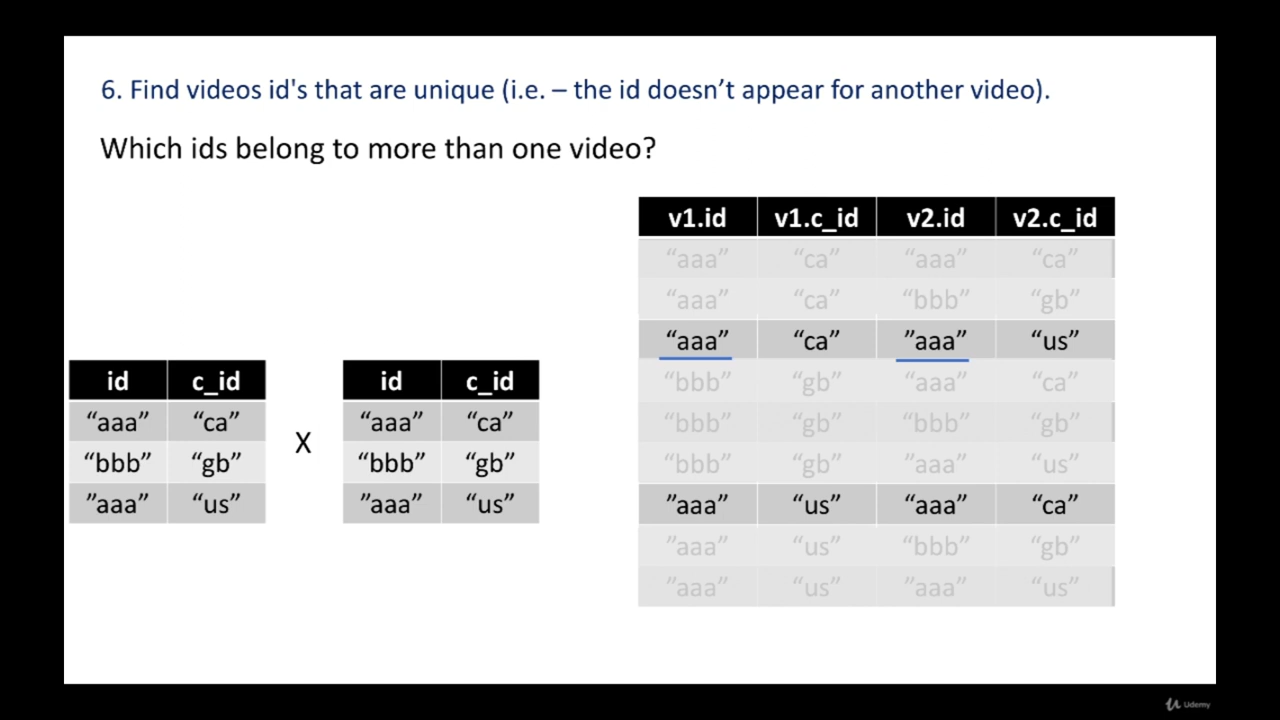 6. Find videos id's that are unique (i.e. – the id doesn’t appear for another video).
Which ids belong to more than one video?
v1.id v1.c_id v2.id v2.c_id
“aaa” “ca” “aaa” “ca”
“aaa” “ca” “bbb” “gb”
“aaa” “ca” ”aaa” “us”
“bbb” “gb” “aaa” “ca”
“bbb” “gb” “bbb” “gb”
“bbb” “gb” ”aaa” “us”
”aaa” “us” “aaa” “ca”
”aaa” “us” “bbb” “gb”
”aaa” “us” ”aaa” “us”
id c_id
“aaa” “ca”
“bbb” “gb”
”aaa” “us”
X
id c_id
“aaa” “ca”
“bbb” “gb”
”aaa” “us”
Udemy